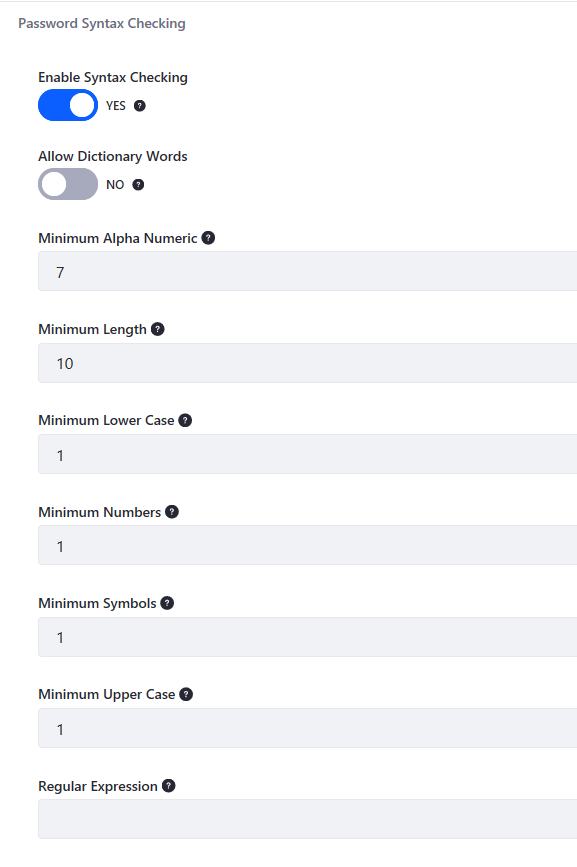 Password Syntax Checking
Enable Syntax Checking
YES ?
Allow Dictionary Words
NO ?
Minimum Alpha Numeric ?
7
Minimum Length ?
10
Minimum Lower Case ?
1
Minimum Numbers ?
1
Minimum Symbols ?
1
Minimum Upper Case ?
1
Regular Expression ?